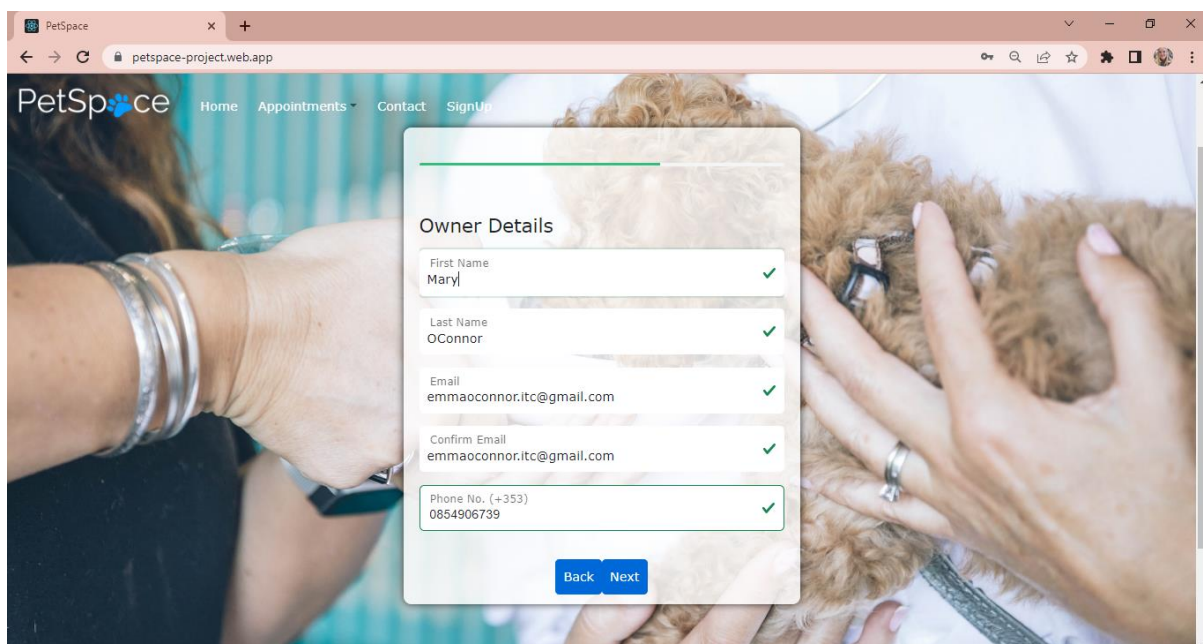 PetSpace
petspace-project.web.app
PetSpace Home Appointments Contact SignUp
Owner Details
First Name
Mary
Last Name
OConnor
Email
emmaoconnor.itc@gmail.com
Confirm Email
emmaoconnor.itc@gmail.com
Phone No. (+353)
0854906739
Back Next